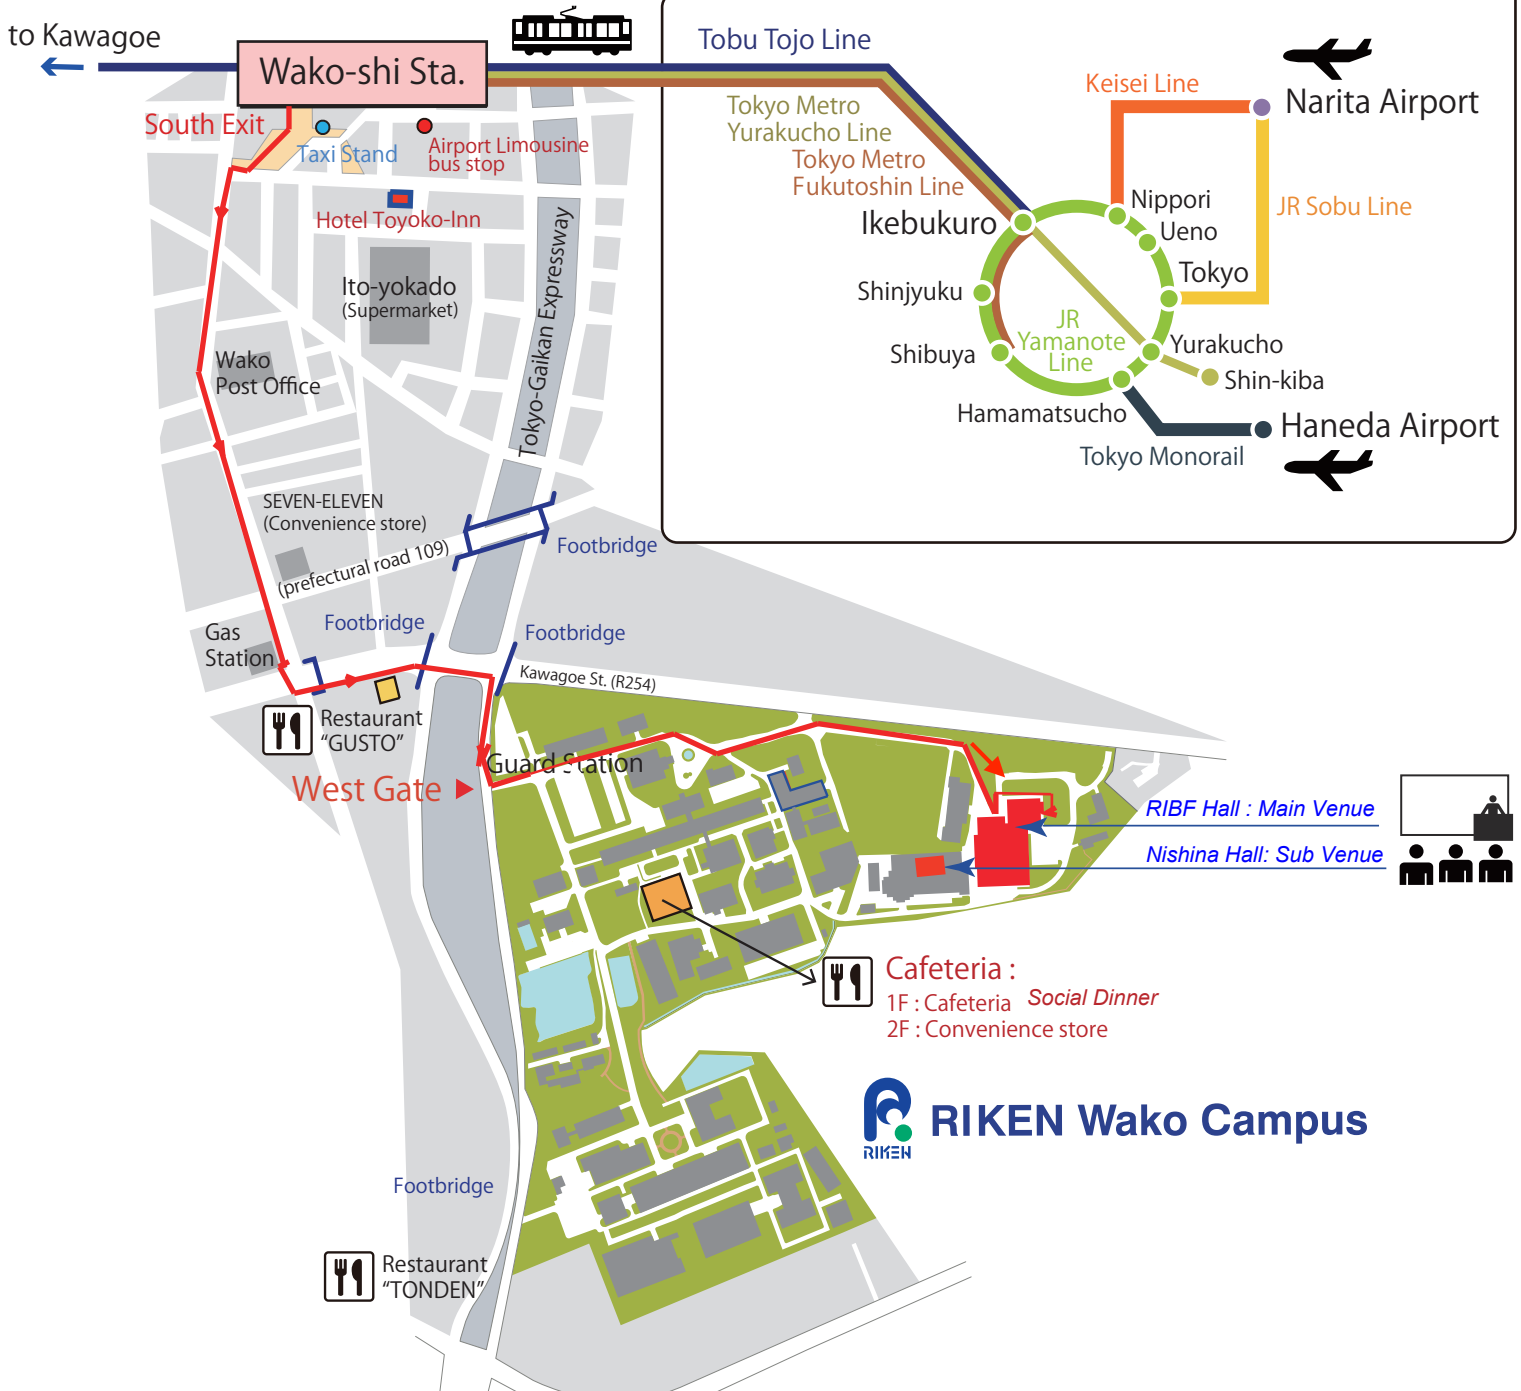 to Kawagoe
Wako-shi Sta.
South Exit
Taxi Stand
Airport Limousine
bus stop
Hotel Toyoko-Inn
Ito-yokado
(Supermarket)
Tokyo-Gaikan Expressway
Wako
Post Office
SEVEN-ELEVEN
(Convenience store)
(prefectural road 109)
Footbridge
Footbridge
Footbridge
Gas
Station
Kawagoe St. (R254)
Restaurant
“GUSTO”
Guard Station
West Gate
Tobu Tojo Line
Tokyo Metro
Yurakucho Line
Tokyo Metro
Fukutoshin Line
Keisei Line
Narita Airport
JR Sobu Line
Nippori
Ueno
Tokyo
Ikebukuro
Shinjyuku
Shibuya
JR
Yamanote
Line
Yurakucho
Shin-kiba
Hamamatsucho
Haneda Airport
Tokyo Monorail
RIBF Hall : Main Venue
Nishina Hall: Sub Venue
Cafeteria :
1F : Cafeteria Social Dinner
2F : Convenience store
RIKEN
RIKEN Wako Campus
Footbridge
Restaurant
“TONDEN”